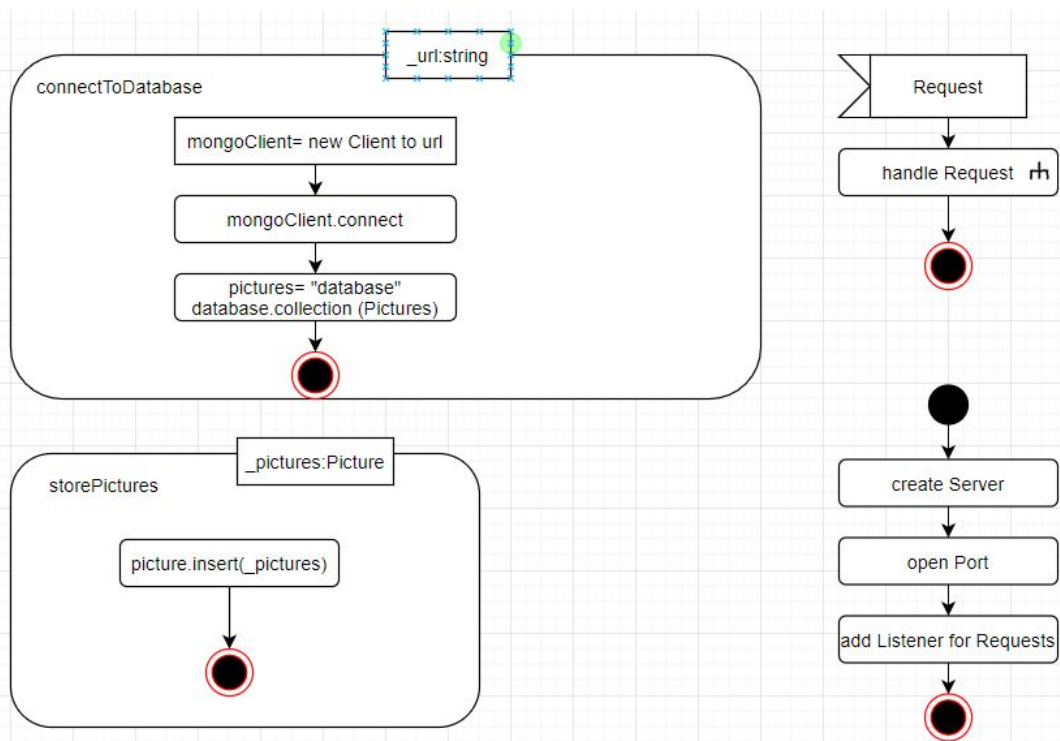 _url:string
connectToDatabase
mongoClient= new Client to url
mongoClient.connect
pictures= "database"
database.collection (Pictures)
_pictures:Picture
storePictures
picture.insert(_pictures)
Request
handle Request
create Server
open Port
add Listener for Requests